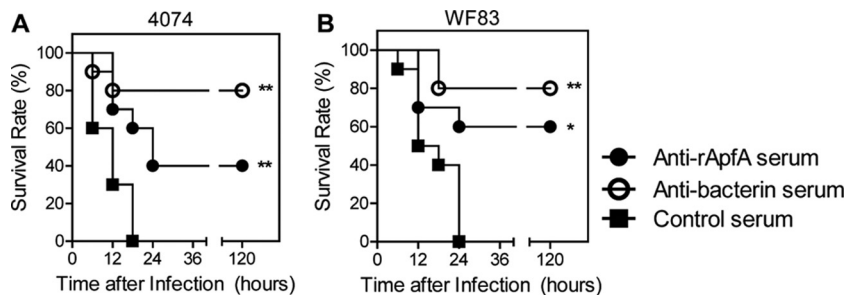 A
4074
Survival Rate (%)
100
80
60
40
20
0
**
**
0 12 24 36 120
Time after Infection (hours)
B
WF83
Survival Rate (%)
100
80
60
40
20
0
**
*
0 12 24 36 120
Time after Infection (hours)
Anti-rApfA serum
Anti-bacterin serum
Control serum